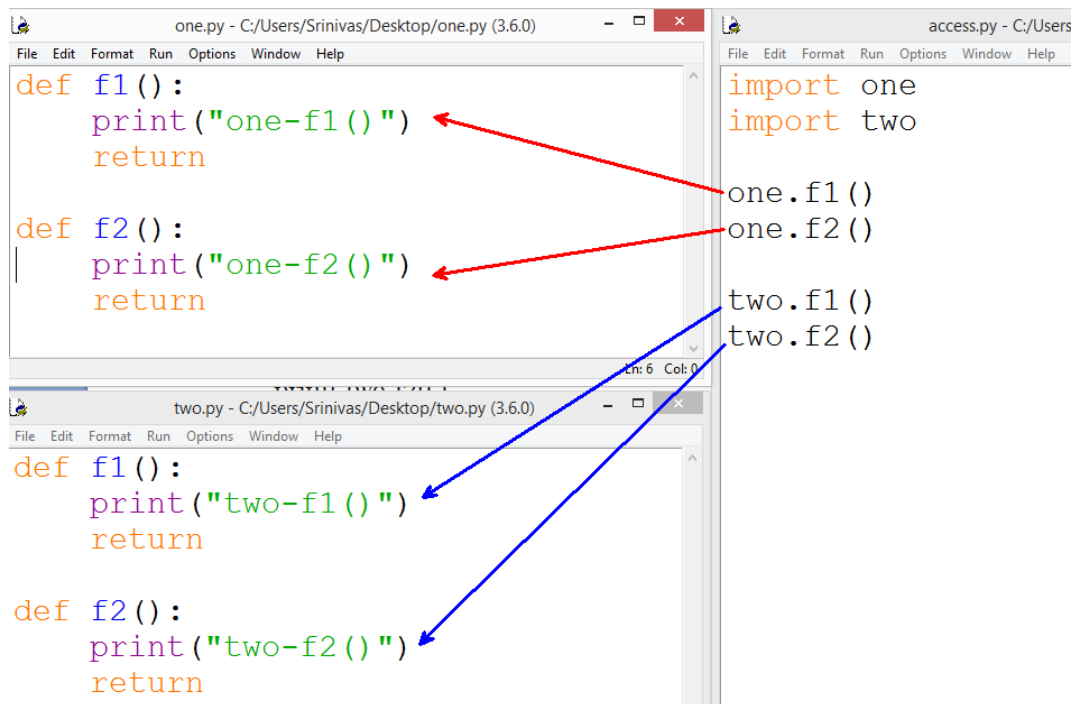 one.py - C:/Users/Srinivas/Desktop/one.py (3.6.0)
File Edit Format Run Options Window Help
def f1():
    print("one-f1()")
    return
def f2():
    print("one-f2()")
    return
Ln: 6 Col: 0
two.py - C:/Users/Srinivas/Desktop/two.py (3.6.0)
File Edit Format Run Options Window Help
def f1():
    print("two-f1()")
    return
def f2():
    print("two-f2()")
    return
access.py - C:/Users
File Edit Format Run Options Window Help
import one
import two
one.f1()
one.f2()
two.f1()
two.f2()